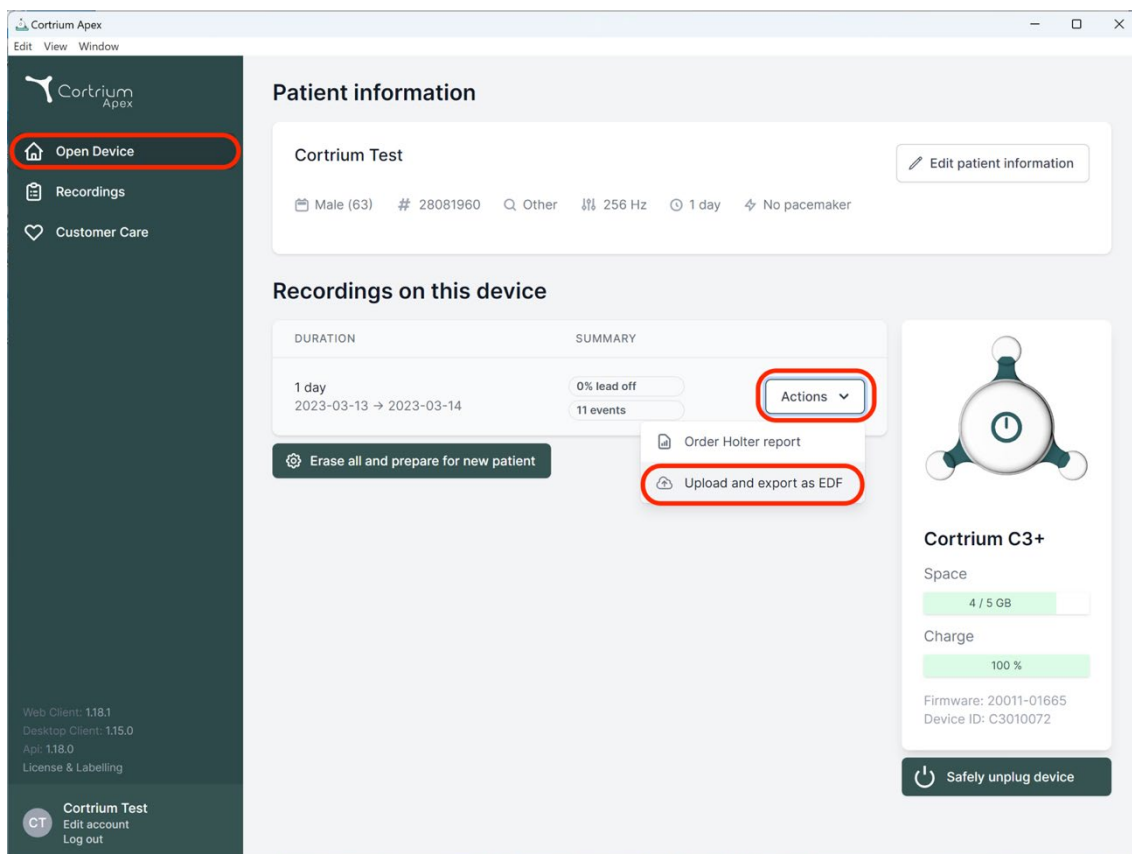 Cortrium Apex
Edit View Window
Cortrium
Apex
Open Device
Recordings
Customer Care
Patient information
Cortrium Test
Edit patient information
Male (63) # 28081960 Other 256 Hz 1 day No pacemaker
Recordings on this device
DURATION SUMMARY
1 day
2023-03-13 → 2023-03-14
0% lead off
11 events
Actions
Order Holter report
Upload and export as EDF
Erase all and prepare for new patient
Cortrium C3+
Space
4 / 5 GB
Charge
100 %
Firmware: 20011-01665
Device ID: C3010072
Safely unplug device
Web Client: 1.18.1
Desktop Client: 1.15.0
Api: 1.18.0
License & Labelling
CT
Cortrium Test
Edit account
Log out